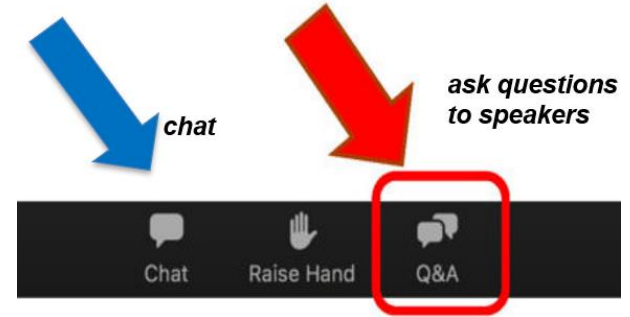 chat
ask questions
to speakers
Chat
Raise Hand
Q&A